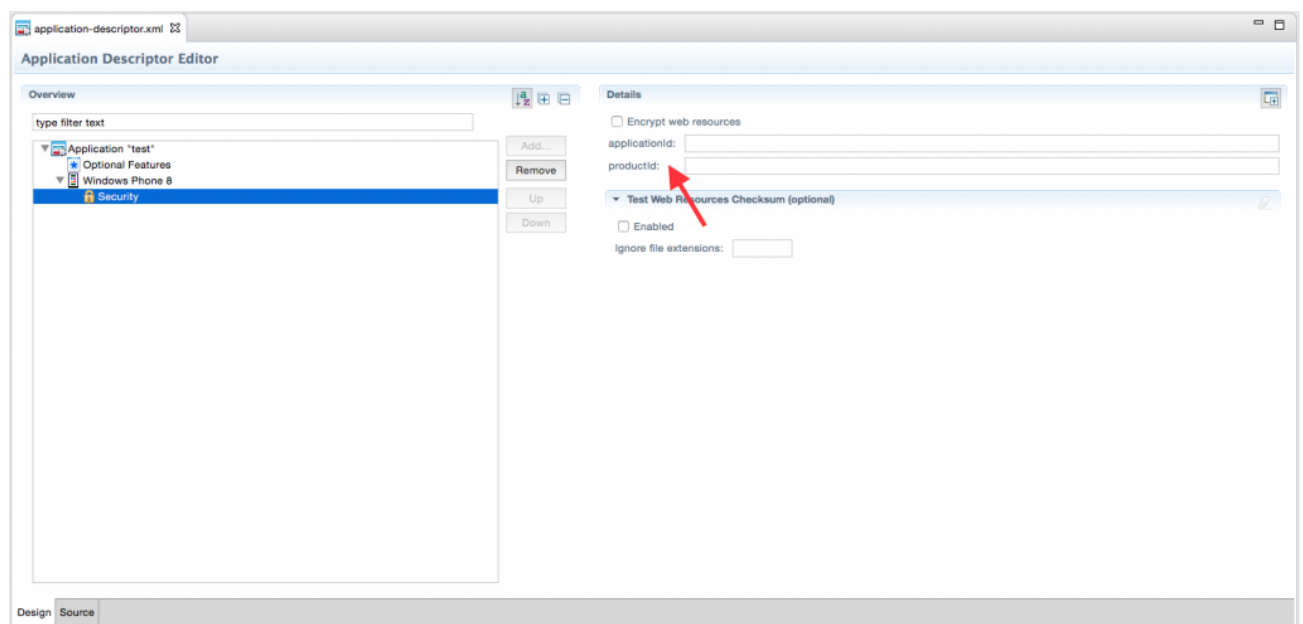 application-descriptor.xml
Application Descriptor Editor
Overview
type filter text
Application "test"
Optional Features
Windows Phone 8
Security
Add...
Remove
Up
Down
Details
Encrypt web resources
applicationId:
productId:
Test Web Resources Checksum (optional)
Enabled
Ignore file extensions:
Design Source